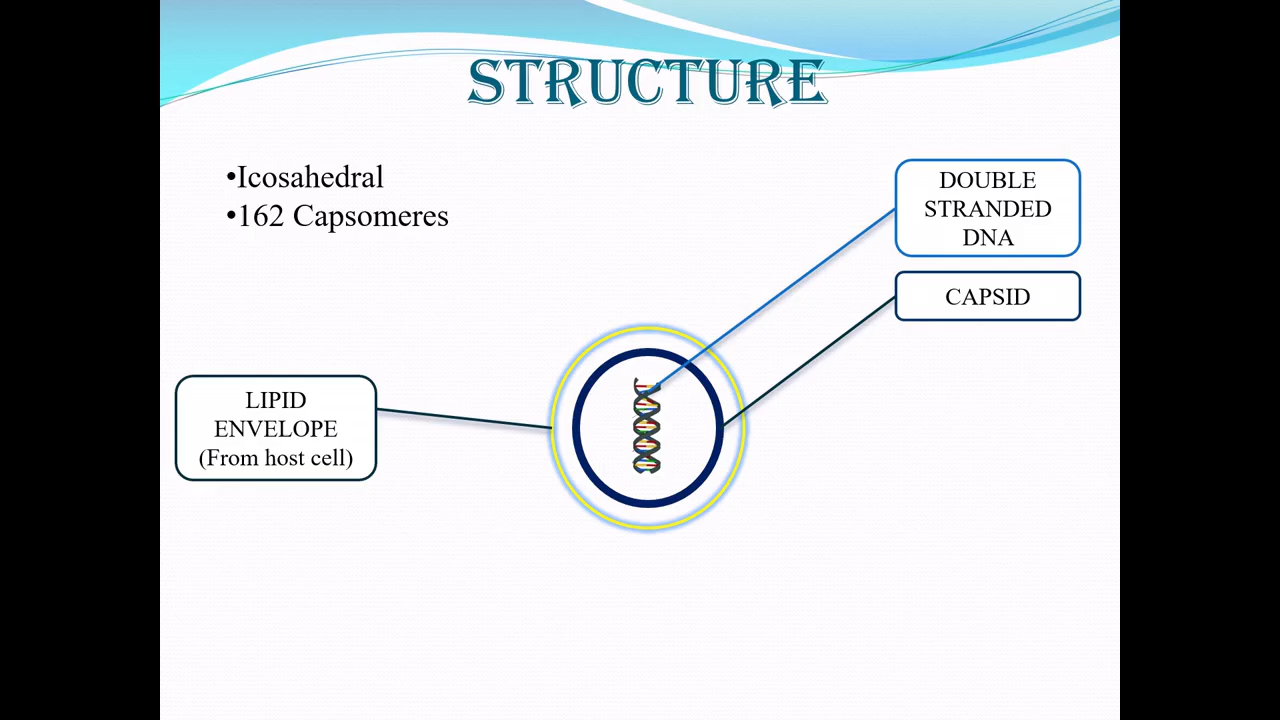 STRUCTURE
•Icosahedral
•162 Capsomeres
DOUBLE
STRANDED
DNA
CAPSID
LIPID
ENVELOPE
(From host cell)